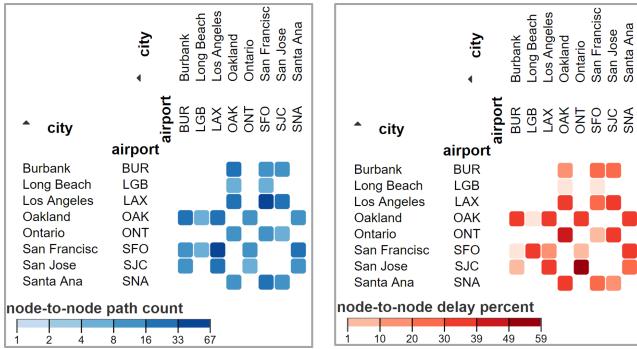 city
Burbank
Long Beach
Los Angeles
Oakland
Ontario
San Francisc
San Jose
Santa Ana
airport
BUR
LGB
LAX
OAK
ONT
SFO
SJC
SNA
city
airport
Burbank BUR
Long Beach LGB
Los Angeles LAX
Oakland OAK
Ontario ONT
San Francisc SFO
San Jose SJC
Santa Ana SNA
node-to-node path count
1 2 4 8 16 33 67
city
Burbank
Long Beach
Los Angeles
Oakland
Ontario
San Francisc
San Jose
Santa Ana
airport
BUR
LGB
LAX
OAK
ONT
SFO
SJC
SNA
city
airport
Burbank BUR
Long Beach LGB
Los Angeles LAX
Oakland OAK
Ontario ONT
San Francisc SFO
San Jose SJC
Santa Ana SNA
node-to-node delay percent
1 10 20 29 39 49 59